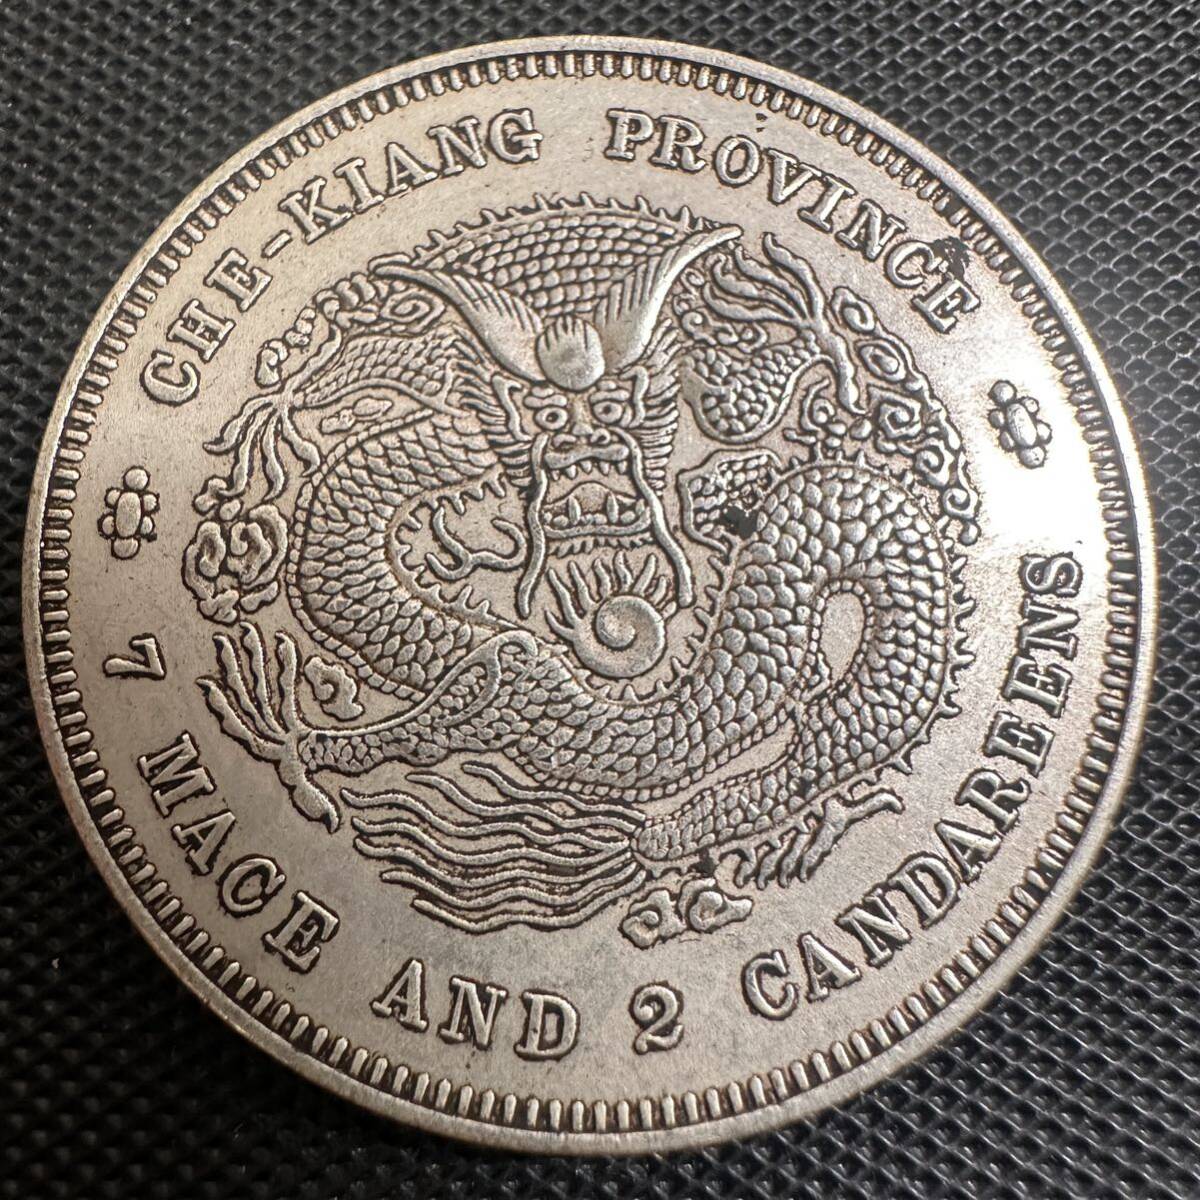 CHE-KIANG PROVINCE
7 MACE AND 2 CANDAREENS